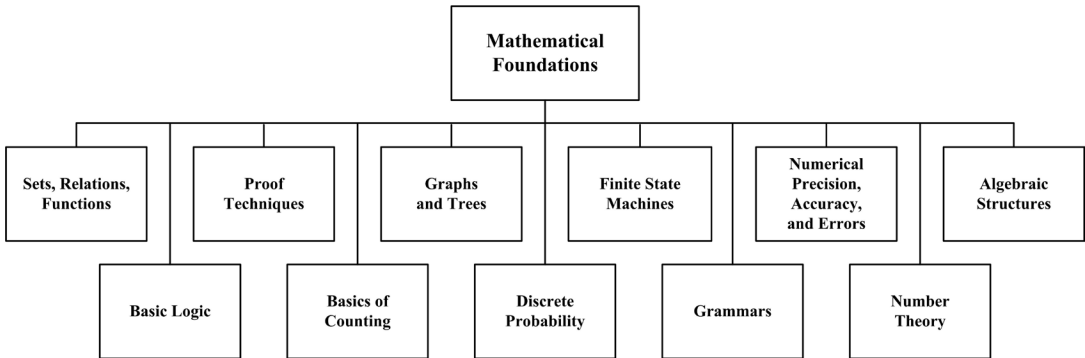 Mathematical
Foundations
Sets, Relations,
Functions
Proof
Techniques
Graphs
and Trees
Finite State
Machines
Numerical
Precision,
Accuracy,
and Errors
Algebraic
Structures
Basic Logic
Basics of
Counting
Discrete
Probability
Grammars
Number
Theory